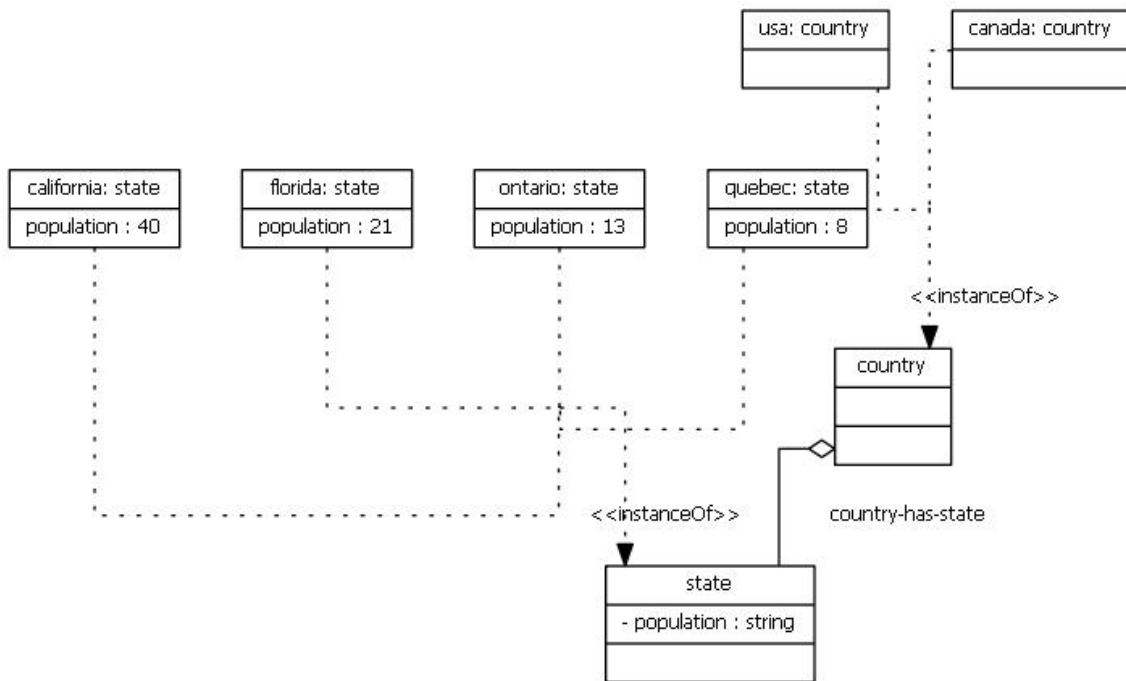 usa: country
canada: country
california: state
population : 40
florida: state
population : 21
ontario: state
population : 13
quebec: state
population : 8
<<instanceOf>>
country
<<instanceOf>>
country-has-state
state
- population : string